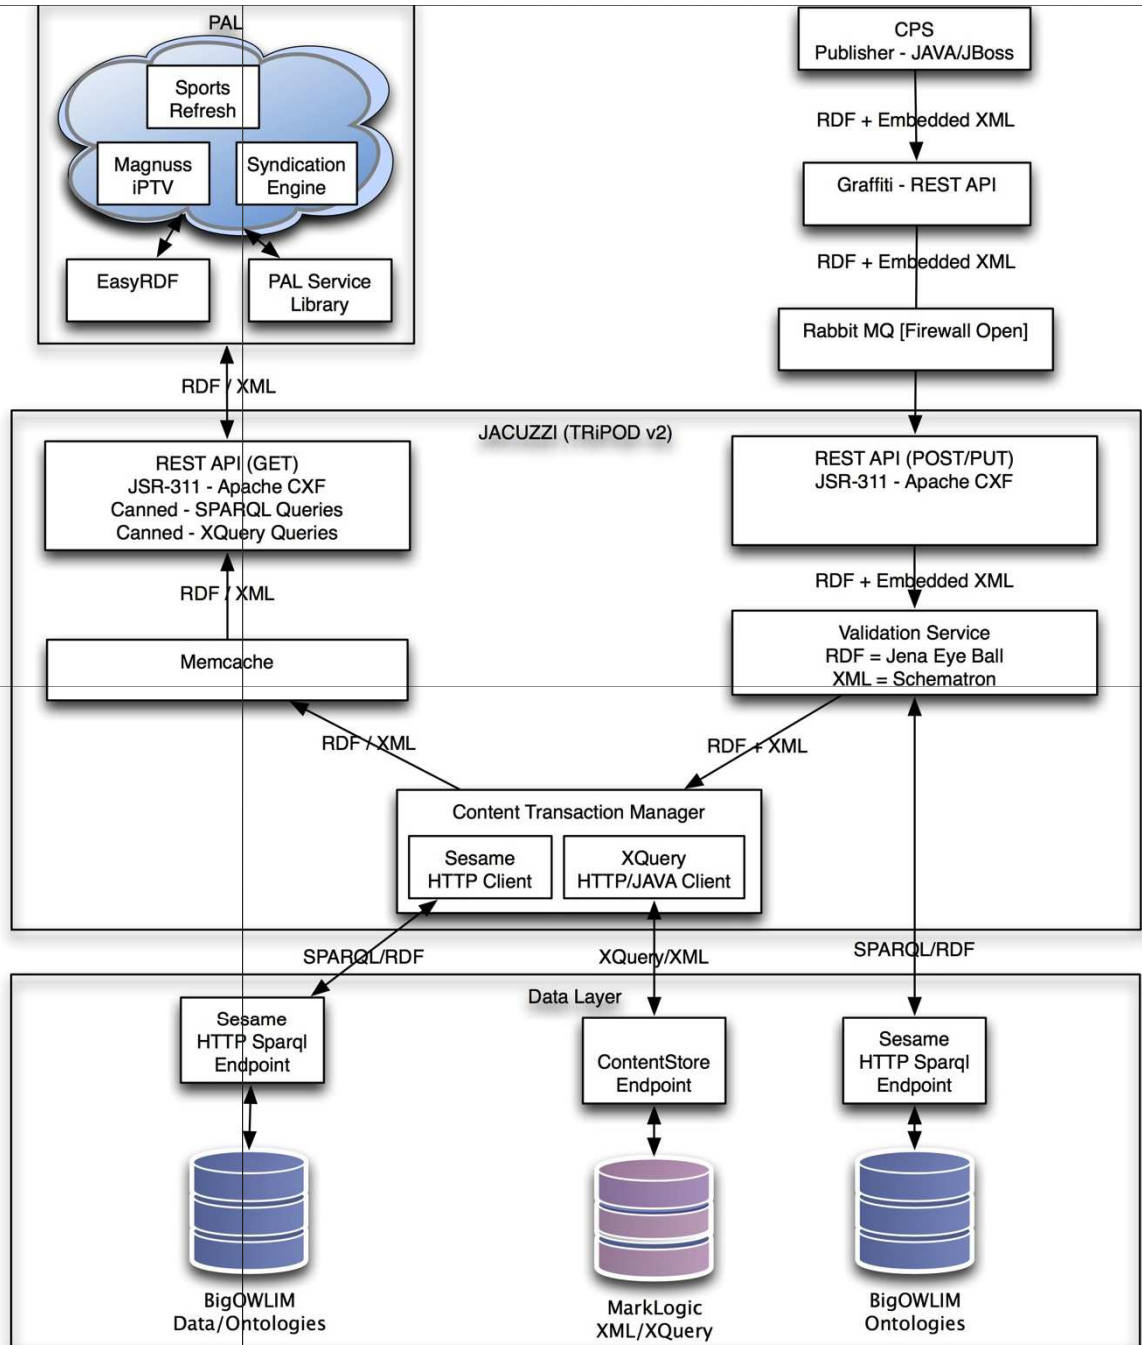 PAL
Sports
Refresh
Magnuss
iPTV
Syndication
Engine
EasyRDF
PAL Service
Library
CPS
Publisher - JAVA/JBoss
RDF + Embedded XML
Graffiti - REST API
RDF + Embedded XML
Rabbit MQ [Firewall Open]
RDF / XML
JACUZZI (TRiPOD v2)
REST API (GET)
JSR-311 - Apache CXF
Canned - SPARQL Queries
Canned - XQuery Queries
REST API (POST/PUT)
JSR-311 - Apache CXF
RDF / XML
RDF + Embedded XML
Memcache
Validation Service
RDF = Jena Eye Ball
XML = Schematron
RDF / XML
RDF + XML
Content Transaction Manager
Sesame
HTTP Client
XQuery
HTTP/JAVA Client
SPARQL/RDF
XQuery/XML
SPARQL/RDF
Data Layer
Sesame
HTTP Sparql
Endpoint
ContentStore
Endpoint
Sesame
HTTP Sparql
Endpoint
BigOWLIM
Data/Ontologies
MarkLogic
XML/XQuery
BigOWLIM
Ontologies